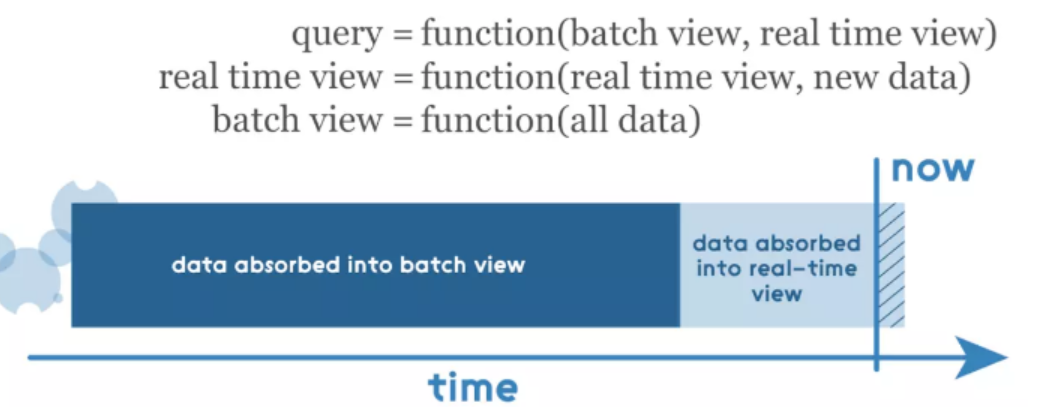 query = function(batch view, real time view)
real time view = function(real time view, new data)
batch view = function(all data)
now
data absorbed into batch view
data absorbed
into real-time
view
time